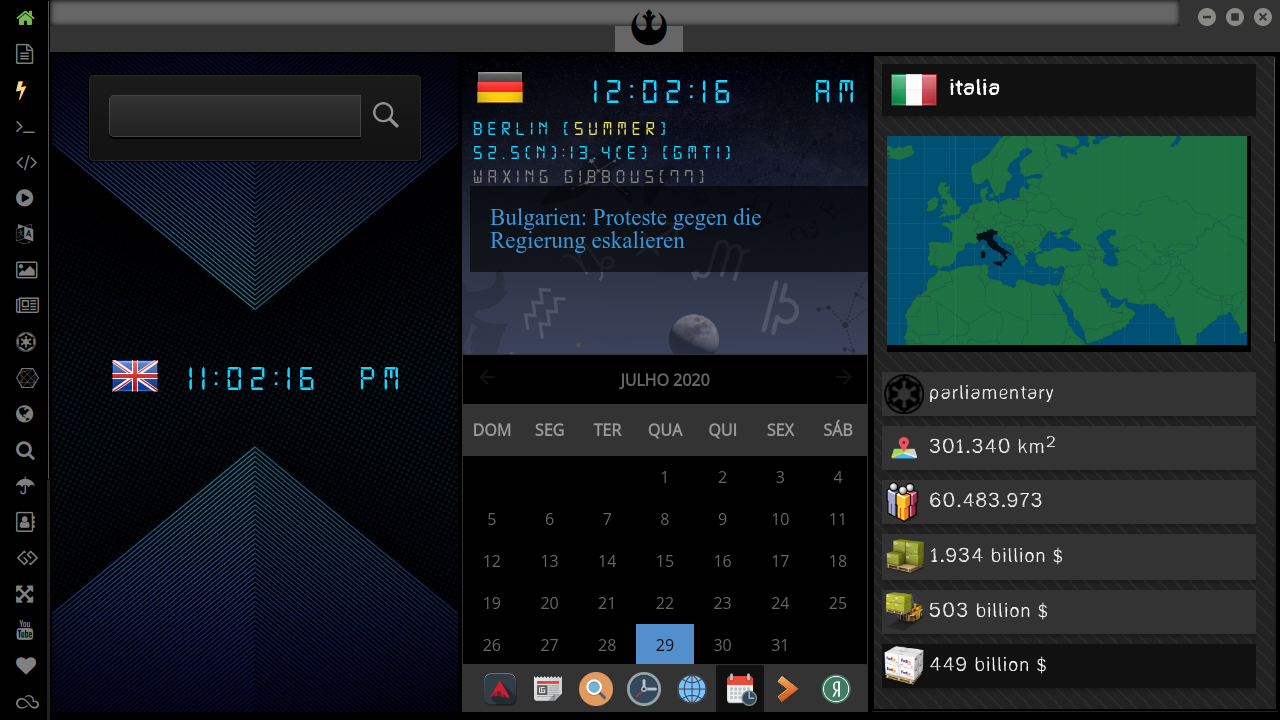 12:02:16 AM
BERLIN (SUMMER)
52.5(N):13.4(E) (GMT1)
WAXING GIBBOUS(77)
Bulgarien: Proteste gegen die
Regierung eskalieren
11:02:16 PM
JULHO 2020
DOM SEG TER QUA QUI SEX SÁB
1 2 3 4
5 6 7 8 9 10 11
12 13 14 15 16 17 18
19 20 21 22 23 24 25
26 27 28 29 30 31
italia
parliamentary
301.340 km²
60.483.973
1.934 billion $
503 billion $
449 billion $
You
Tube
Я